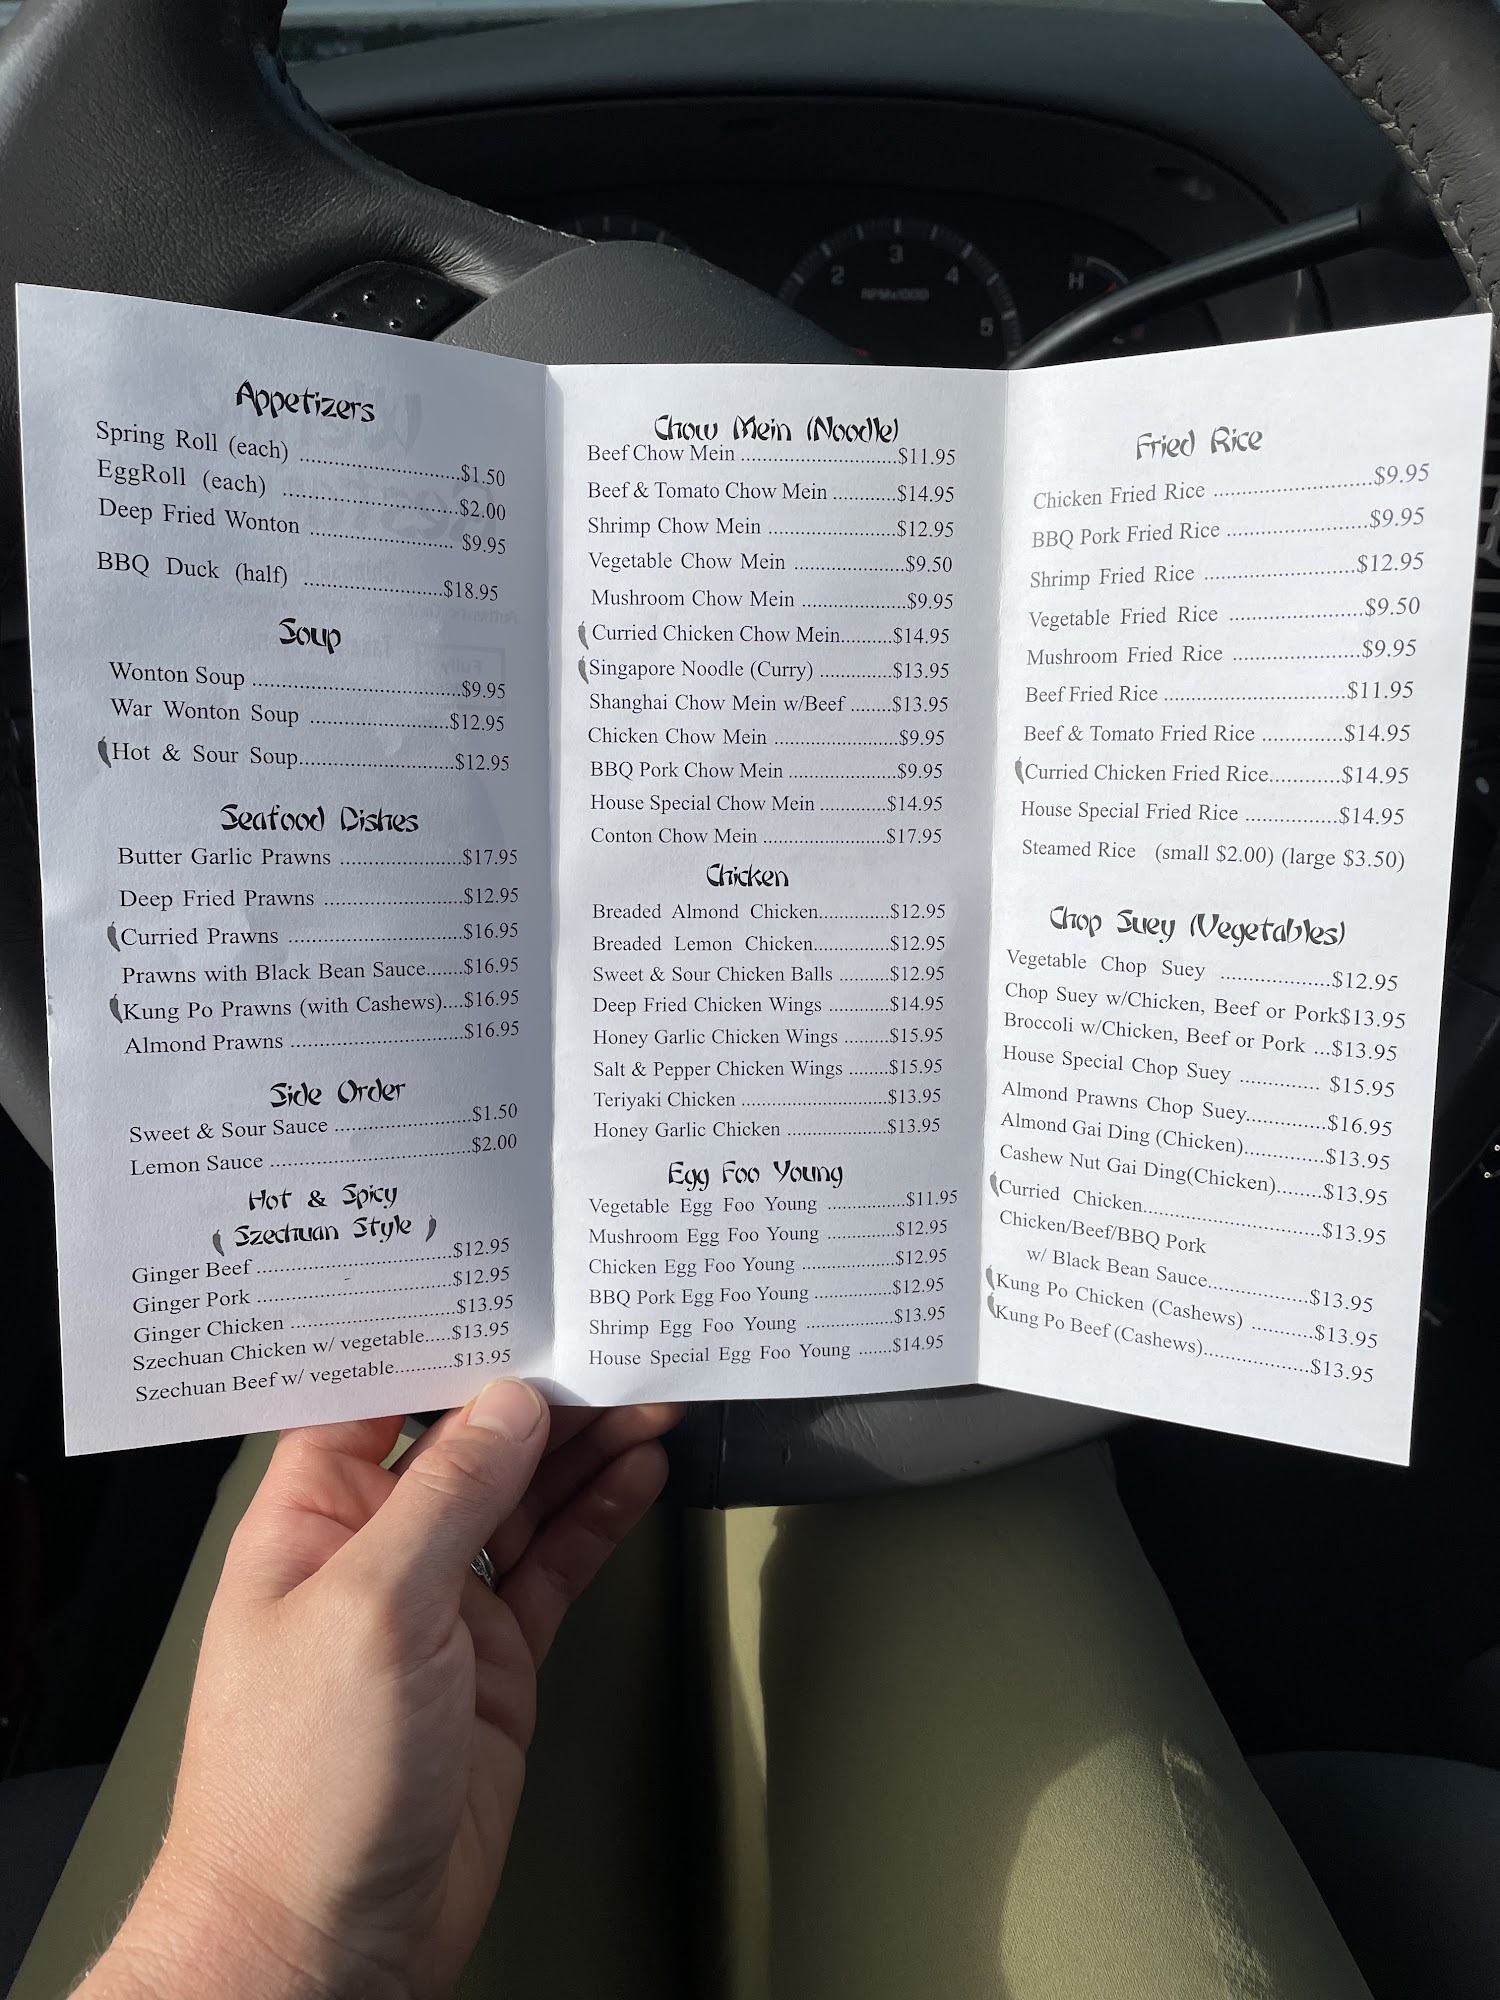 Appetizers
Spring Roll (each) ........................$1.50
EggRoll (each) ..........................$2.00
Deep Fried Wonton ...................... $9.95
BBQ Duck (half) .....................$18.95
Soup
Wonton Soup ...............................$9.95
War Wonton Soup .....................$12.95
Hot & Sour Soup.......................$12.95
Seafood Dishes
Butter Garlic Prawns ..................$17.95
Deep Fried Prawns .....................$12.95
Curried Prawns ..........................$16.95
Prawns with Black Bean Sauce......$16.95
Kung Po Prawns (with Cashews)....$16.95
Almond Prawns ..........................$16.95
Side Order
Sweet & Sour Sauce .....................$1.50
Lemon Sauce ..............................$2.00
Hot & Spicy
( Szechuan Style )
Ginger Beef .............................$12.95
Ginger Pork .............................$12.95
Ginger Chicken ........................$13.95
Szechuan Chicken w/ vegetable.....$13.95
Szechuan Beef w/ vegetable...........$13.95
Chow Mein (Noodle)
Beef Chow Mein ..........................$11.95
Beef & Tomato Chow Mein ..........$14.95
Shrimp Chow Mein ....................$12.95
Vegetable Chow Mein ..................$9.50
Mushroom Chow Mein ................$9.95
Curried Chicken Chow Mein.........$14.95
Singapore Noodle (Curry) ............$13.95
Shanghai Chow Mein w/Beef .......$13.95
Chicken Chow Mein ....................$9.95
BBQ Pork Chow Mein .................$9.95
House Special Chow Mein ...........$14.95
Conton Chow Mein ....................$17.95
Chicken
Breaded Almond Chicken............$12.95
Breaded Lemon Chicken.............$12.95
Sweet & Sour Chicken Balls .........$12.95
Deep Fried Chicken Wings ...........$14.95
Honey Garlic Chicken Wings .......$15.95
Salt & Pepper Chicken Wings .......$15.95
Teriyaki Chicken .........................$13.95
Honey Garlic Chicken .................$13.95
Egg Foo Young
Vegetable Egg Foo Young .............$11.95
Mushroom Egg Foo Young ............$12.95
Chicken Egg Foo Young ................$12.95
BBQ Pork Egg Foo Young .............$12.95
Shrimp Egg Foo Young ................$13.95
House Special Egg Foo Young .......$14.95
Fried Rice
Chicken Fried Rice ........................$9.95
BBQ Pork Fried Rice .....................$9.95
Shrimp Fried Rice .......................$12.95
Vegetable Fried Rice ....................$9.50
Mushroom Fried Rice ...................$9.95
Beef Fried Rice ............................$11.95
Beef & Tomato Fried Rice ............$14.95
Curried Chicken Fried Rice...........$14.95
House Special Fried Rice ..............$14.95
Steamed Rice (small $2.00) (large $3.50)
Chop Suey (Vegetables)
Vegetable Chop Suey .................$12.95
Chop Suey w/Chicken, Beef or Pork$13.95
Broccoli w/Chicken, Beef or Pork ...$13.95
House Special Chop Suey ............. $15.95
Almond Prawns Chop Suey............$16.95
Almond Gai Ding (Chicken)............$13.95
Cashew Nut Gai Ding(Chicken).......$13.95
Curried Chicken..........................$13.95
Chicken/Beef/BBQ Pork
w/ Black Bean Sauce...............$13.95
Kung Po Chicken (Cashews) ..........$13.95
Kung Po Beef (Cashews).................$13.95
2
3
4
5
RPMx1000
H